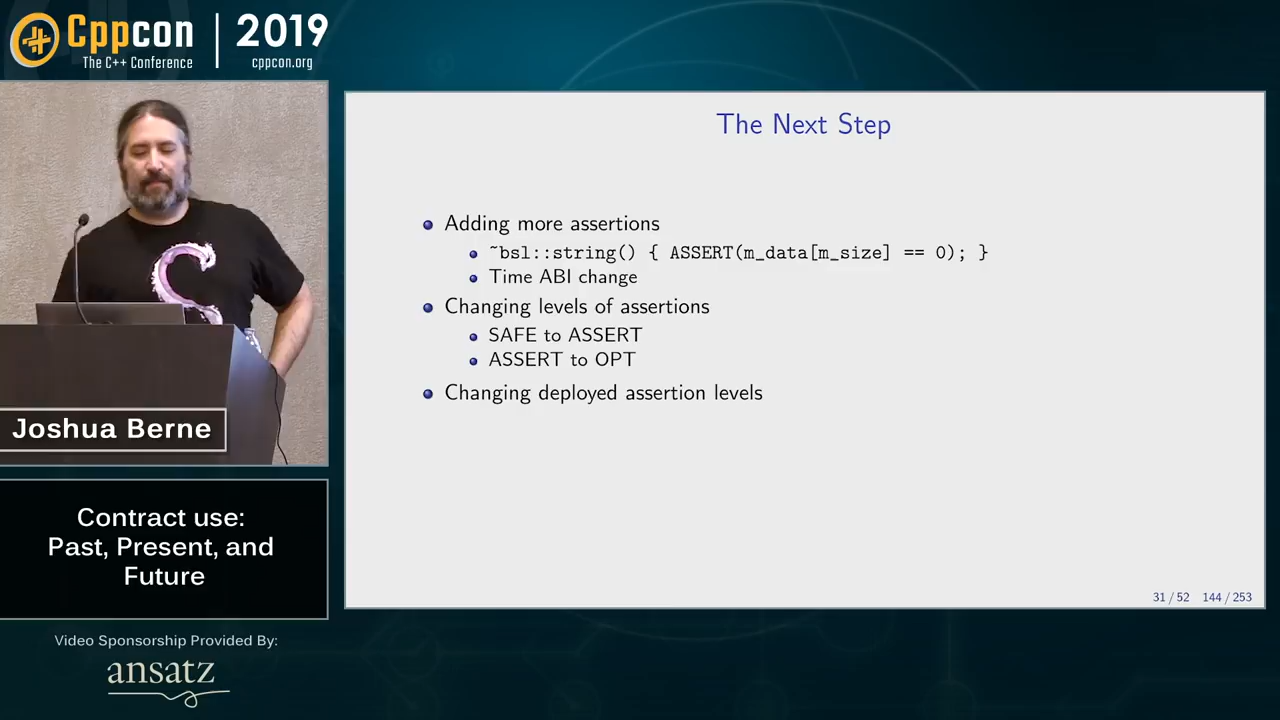 Cppcon
The C++ Conference
2019
cppcon.org
The Next Step
Adding more assertions
~bsl::string() { ASSERT(m_data[m_size] == 0); }
Time ABI change
Changing levels of assertions
SAFE to ASSERT
ASSERT to OPT
Changing deployed assertion levels
31 / 52 144 / 253
Joshua Berne
Contract use:
Past, Present, and
Future
Video Sponsorship Provided By:
ansatz